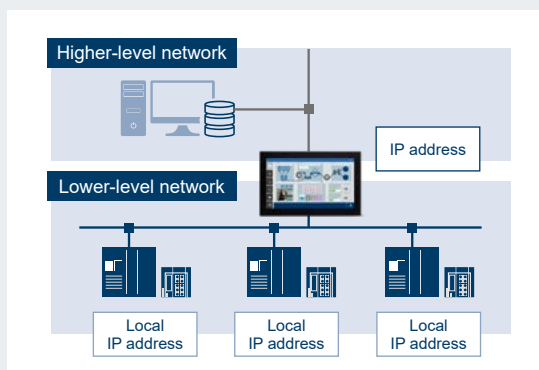 Higher-level network
IP address
Lower-level network
Local
IP address
Local
IP address
Local
IP address